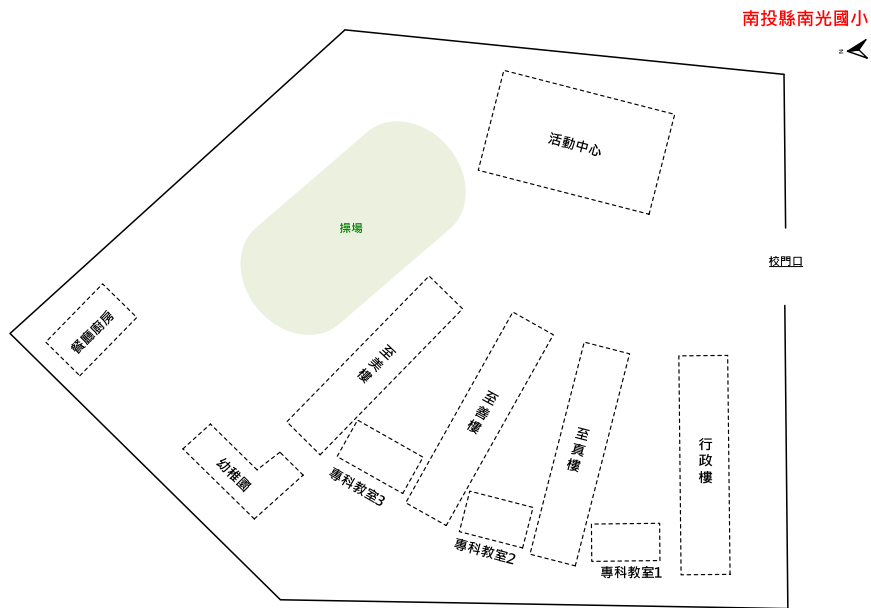 南投縣南光國小
N
活動中心
操場
校門口
餐廳廚房
至美樓
至善樓
至真樓
行政樓
幼稚園
專科教室3
專科教室2
專科教室1